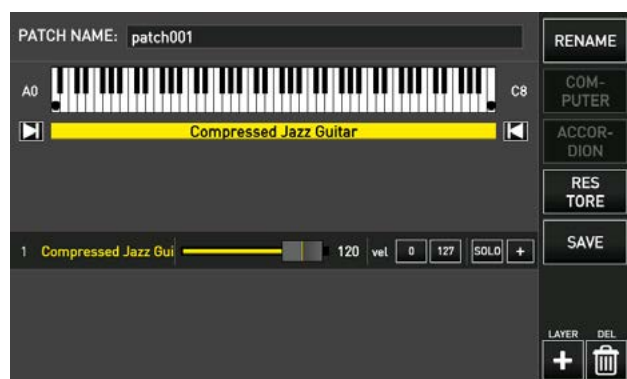 PATCH NAME: patch001
A0
C8
Compressed Jazz Guitar
1 Compressed Jazz Gui 120 vel 0 127 SOLO +
RENAME
COM-
PUTER
ACCOR-
DION
RES
TORE
SAVE
LAYER DEL
+